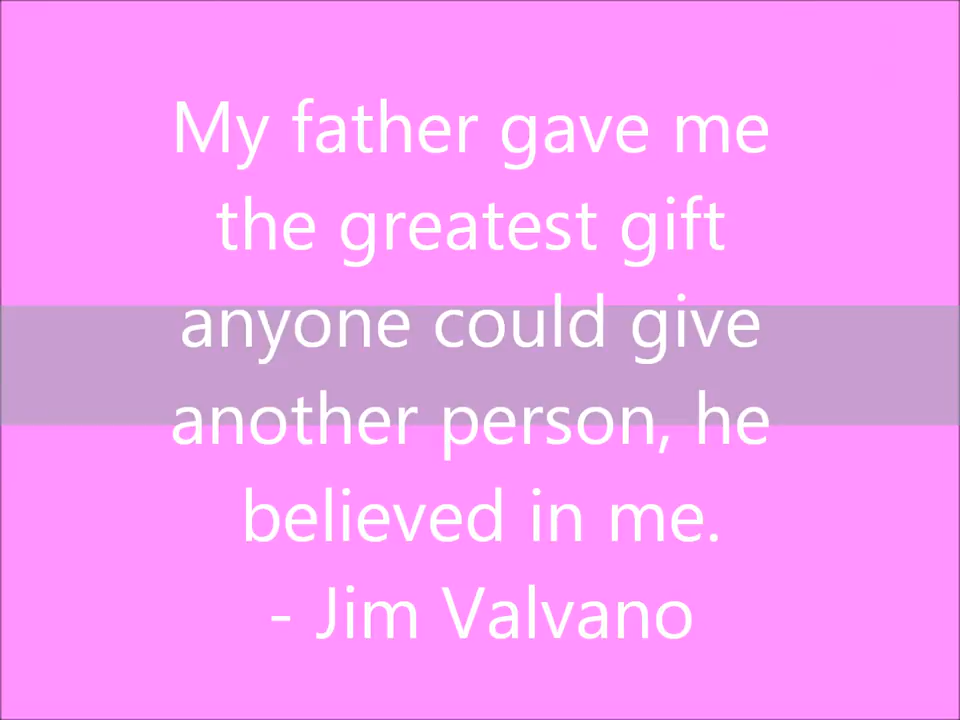 My father gave me
the greatest gift
anyone could give
another person, he
believed in me.
- Jim Valvano